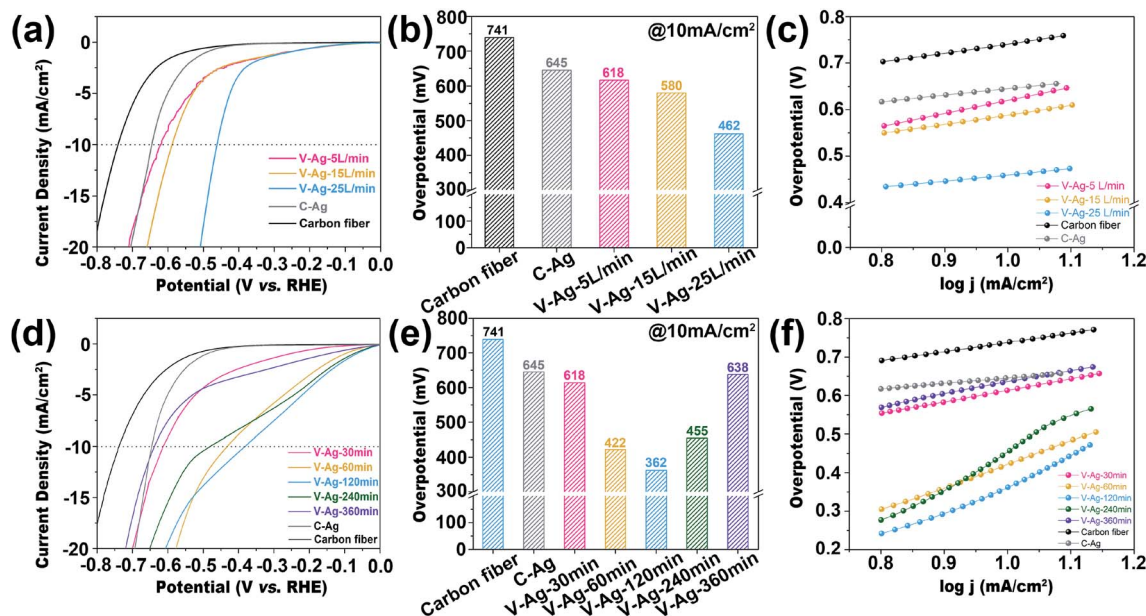 (a)
Current Density (mA/cm²)
0
-5
-10
-15
-20
V-Ag-5L/min
V-Ag-15L/min
V-Ag-25L/min
C-Ag
Carbon fiber
-0.8 -0.7 -0.6 -0.5 -0.4 -0.3 -0.2 -0.1 0.0
Potential (V vs. RHE)
(b)
@10mA/cm²
Overpotential (mV)
800
700
600
500
400
300
100
0
741
645
618
580
462
Carbon fiber
C-Ag
V-Ag-5L/min
V-Ag-15L/min
V-Ag-25L/min
(c)
Overpotential (V)
0.7
0.6
0.5
0.4
0.0
V-Ag-5 L/min
V-Ag-15 L/min
V-Ag-25 L/min
Carbon fiber
C-Ag
0.8 0.9 1.0 1.1 1.2
log j (mA/cm²)
(d)
Current Density (mA/cm²)
0
-5
-10
-15
-20
V-Ag-30min
V-Ag-60min
V-Ag-120min
V-Ag-240min
V-Ag-360min
C-Ag
Carbon fiber
-0.8 -0.7 -0.6 -0.5 -0.4 -0.3 -0.2 -0.1 0.0
Potential (V vs. RHE)
(e)
@10mA/cm²
Overpotential (mV)
800
700
600
500
400
300
100
0
741
645
618
422
362
455
638
Carbon fiber
C-Ag
V-Ag-30min
V-Ag-60min
V-Ag-120min
V-Ag-240min
V-Ag-360min
(f)
Overpotential (V)
0.8
0.7
0.6
0.5
0.4
0.3
0.2
V-Ag-30min
V-Ag-60min
V-Ag-120min
V-Ag-240min
V-Ag-360min
Carbon fiber
C-Ag
0.8 0.9 1.0 1.1 1.2
log j (mA/cm²)